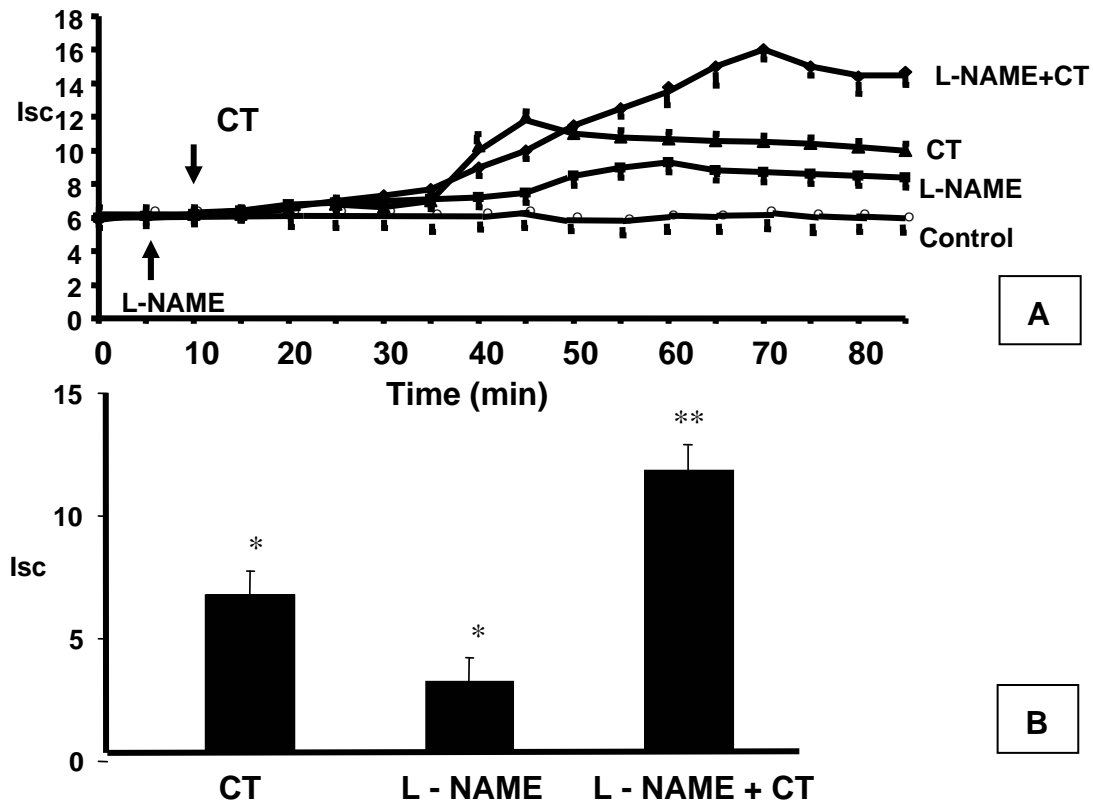 18
16
L-NAME+CT
14
Isc
12
CT
10
CT
8
L-NAME
6
Control
4
2
L-NAME
0
A
0 10 20 30 40 50 60 70 80
Time (min)
15
**
10
*
Isc
5
*
B
0
CT L - NAME L - NAME + CT